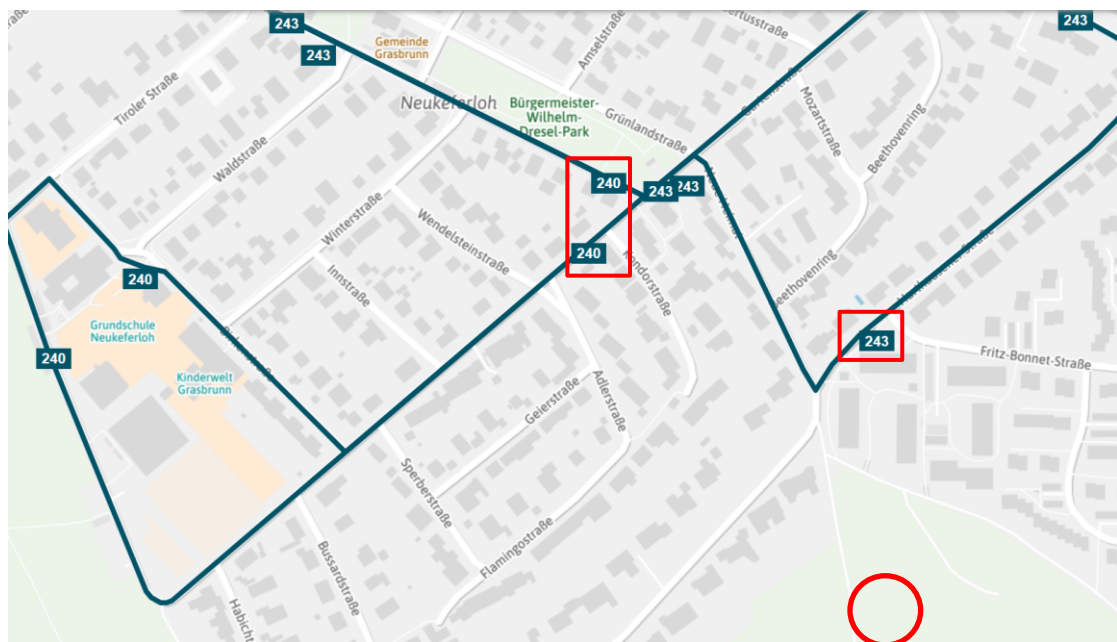 243
243
243
Gemeinde
Grasbrunn
Amselstraße
Tiroler Straße
Neukeferloh
Bürgermeister-
Wilhelm-
Dresel-Park
Grünlandstraße
Mozartstraße
Beethovenring
Waldstraße
240
243
243
Winterstraße
Wendelsteinstraße
240
Kondorstraße
Beethovenring
240
Innstraße
Grundschule
Neukeferloh
243
Fritz-Bonnet-Straße
240
Kinderwelt
Grasbrunn
Geierstraße
Adlerstraße
Sperberstraße
Flamingostraße
Bussardstraße
Habicht